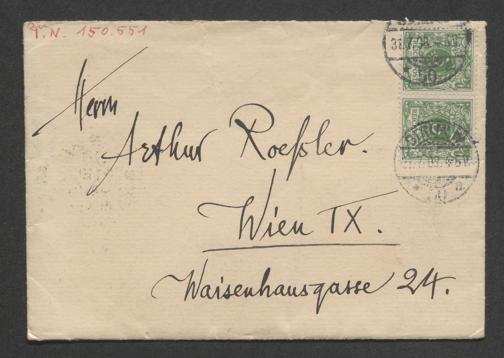 I.N. 150.551
Herrn
Arthur Roeßler.
Wien IX.
Waisenhausgasse 24.